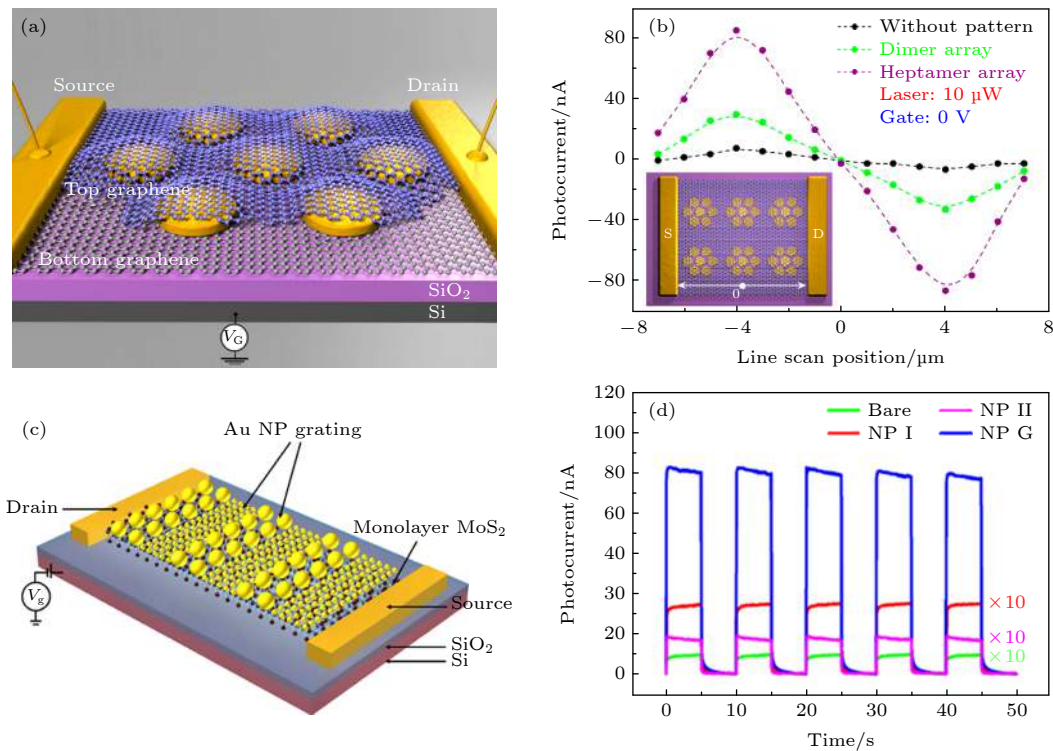 (a)
Source
Drain
Top graphene
Bottom graphene
SiO₂
Si
V_G
(b)
Without pattern
Dimer array
Heptamer array
Laser: 10 μW
Gate: 0 V
Photocurrent/nA
80
40
0
−40
−80
S
D
0
−8
−4
0
4
8
Line scan position/μm
(c)
Au NP grating
Drain
Monolayer MoS₂
V_g
Source
SiO₂
Si
(d)
Bare
NP II
NP I
NP G
Photocurrent/nA
120
100
80
60
40
20
0
×10
×10
×10
0
10
20
30
40
50
Time/s